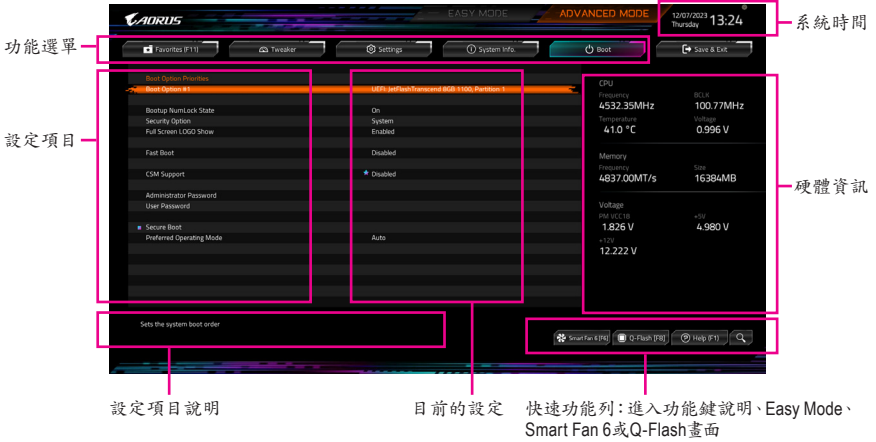 AORUS
EASY MODE
ADVANCED MODE
12/07/2023
Thursday
13:24
系統時間
功能選單
Favorites (F11)
Tweaker
Settings
System Info.
Boot
Save & Exit
Boot Option Priorities
Boot Option #1 UEFI: JetFlashTranscend 8GB 1100, Partition 1
Bootup NumLock State On
Security Option System
Full Screen LOGO Show Enabled
Fast Boot Disabled
CSM Support Disabled
Administrator Password
User Password
Secure Boot
Preferred Operating Mode Auto
設定項目
CPU
Frequency BCLK
4532.35MHz 100.77MHz
Temperature Voltage
41.0 °C 0.996 V
Memory
Frequency Size
4837.00MT/s 16384MB
Voltage
PM VCC18 +5V
1.826 V 4.980 V
+12V
12.222 V
硬體資訊
Sets the system boot order
Smart Fan 6 [F6]
Q-Flash [F8]
Help (F1)
設定項目說明
目前的設定
快速功能列：進入功能鍵說明、Easy Mode、
Smart Fan 6或Q-Flash畫面